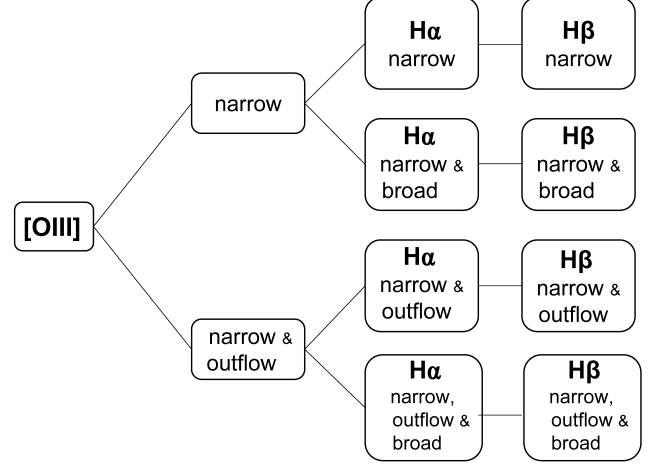 [OIII]
narrow
Hα
narrow
Hβ
narrow
Hα
narrow &
broad
Hβ
narrow &
broad
narrow &
outflow
Hα
narrow &
outflow
Hβ
narrow &
outflow
Hα
narrow,
outflow &
broad
Hβ
narrow,
outflow &
broad